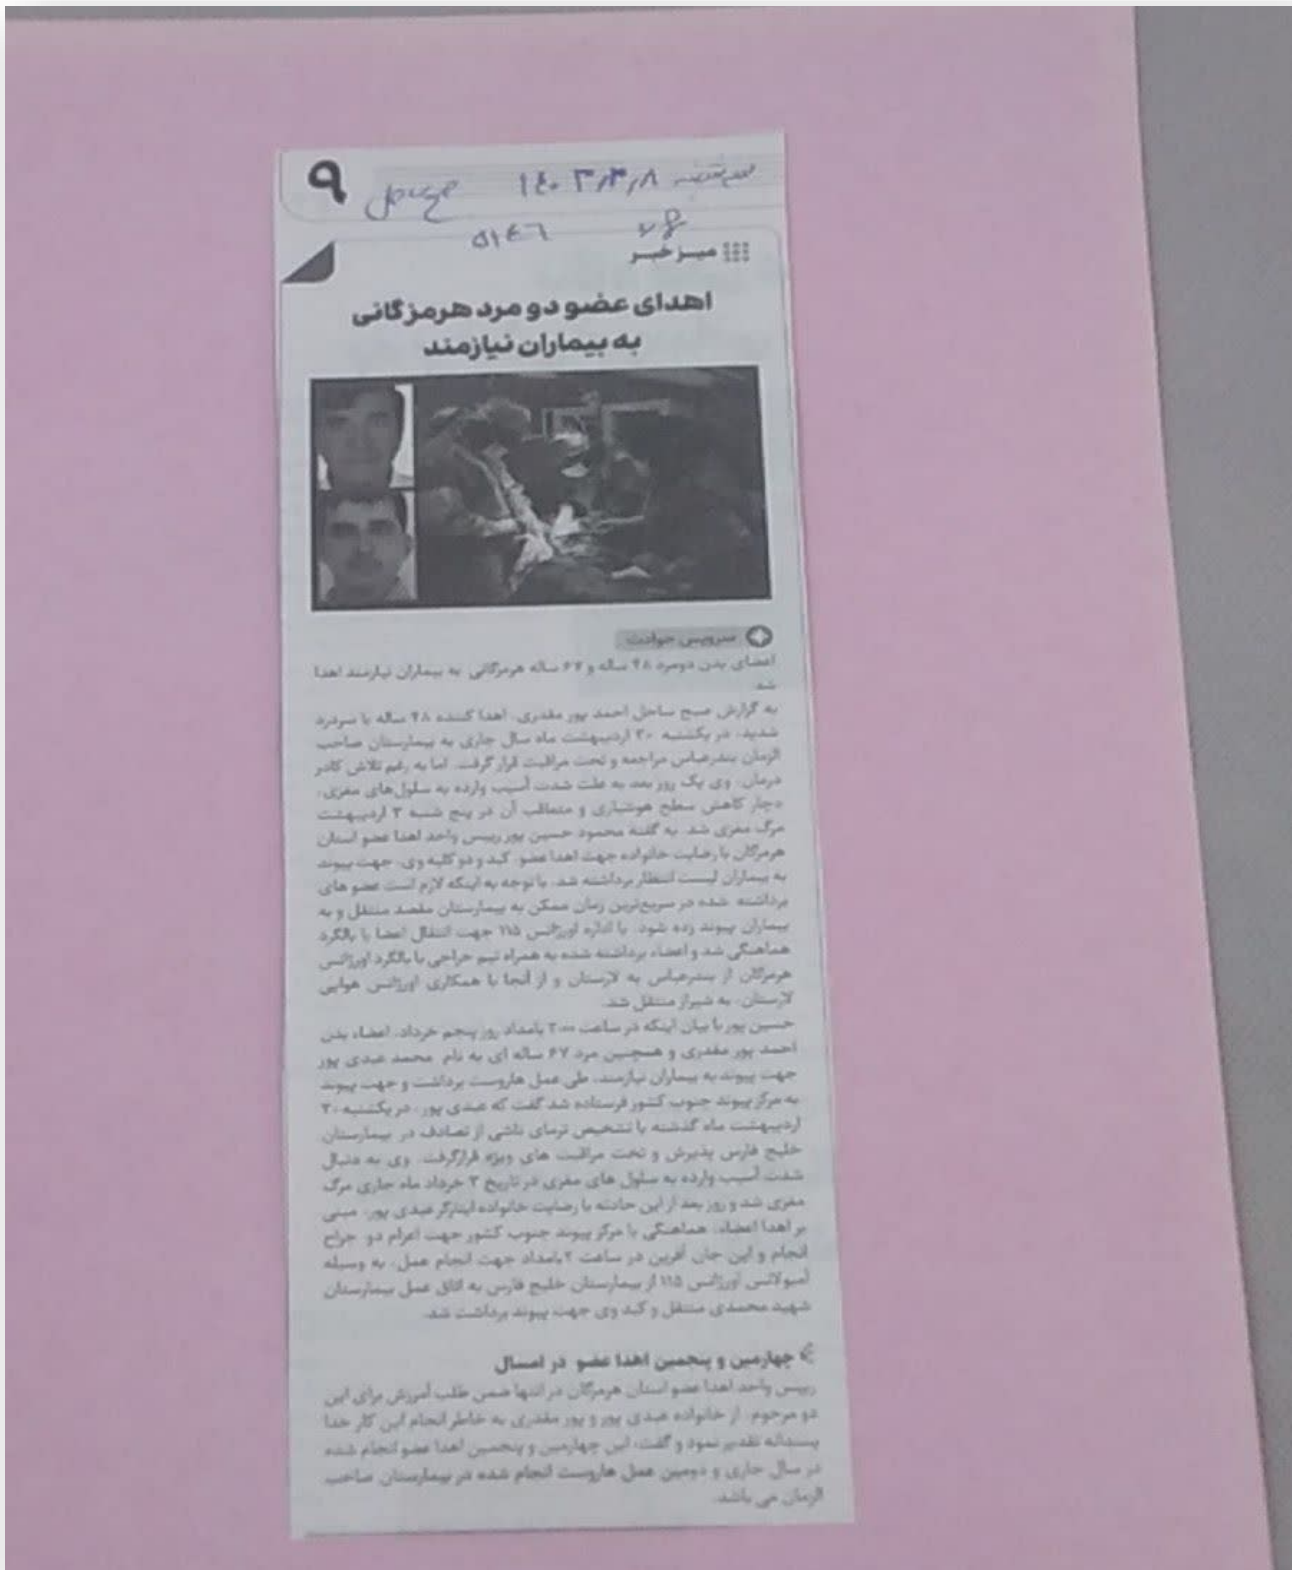 ۹ صبح ساحل ۱۴۰۳,۳,۸ سه‌شنبه
۵۱۴۶
میز خبر
اهدای عضو دو مرد هرمزگانی
به بیماران نیازمند
سرویس حوادث
اعضای بدن دومرد ۴۸ ساله و ۶۷ ساله هرمزگانی به بیماران نیازمند اهدا
شد.
به گزارش صبح ساحل احمد پور مقدری، اهدا کننده ۴۸ ساله با سردرد
شدید، در یکشنبه ۳۰ اردیبهشت ماه سال جاری به بیمارستان صاحب
الزمان بندرعباس مراجعه و تحت مراقبت قرار گرفت. اما به رغم تلاش کادر
درمان، وی یک روز بعد به علت شدت آسیب وارده به سلول‌های مغزی،
دچار کاهش سطح هوشیاری و متعاقب آن در پنج شنبه ۳ اردیبهشت
مرگ مغزی شد. به گفته محمود حسین پور رییس واحد اهدا عضو استان
هرمزگان با رضایت خانواده جهت اهدا عضو، کبد و دو کلیه وی، جهت پیوند
به بیماران لیست انتظار برداشته شد. با توجه به اینکه لازم است عضو های
برداشته شده در سریع‌ترین زمان ممکن به بیمارستان مقصد منتقل و به
بیماران پیوند زده شود، با اداره اورژانس ۱۱۵ جهت انتقال اعضا با بالگرد
هماهنگی شد و اعضاء برداشته شده به همراه تیم جراحی با بالگرد اورژانس
هرمزگان از بندرعباس به لارستان و از آنجا با همکاری اورژانس هوایی
لارستان، به شیراز منتقل شد.
حسین پور با بیان اینکه در ساعت ۳:۰۰ بامداد روز پنجم خرداد، اعضاء بدن
احمد پور مقدری و همچنین مرد ۶۷ ساله ای به نام محمد عبدی پور
جهت پیوند به بیماران نیازمند، طی عمل هاروست برداشت و جهت پیوند
به مرکز پیوند جنوب کشور فرستاده شد گفت که عبدی پور، در یکشنبه ۳۰
اردیبهشت ماه گذشته با تشخیص ترمای ناشی از تصادف در بیمارستان
خلیج فارس پذیرش و تحت مراقبت های ویژه قرارگرفت. وی به دنبال
شدت آسیب وارده به سلول های مغزی در تاریخ ۳ خرداد ماه جاری مرگ
مغزی شد و روز بعد از این حادثه با رضایت خانواده ایثارگر عبدی پور، مبنی
بر اهدا اعضاء، هماهنگی با مرکز پیوند جنوب کشور جهت اعزام دو جراح
انجام و این جان آفرین در ساعت ۲ بامداد جهت انجام عمل، به وسیله
آمبولانس اورژانس ۱۱۵ از بیمارستان خلیج فارس به اتاق عمل بیمارستان
شهید محمدی منتقل و کبد وی جهت پیوند برداشت شد.
چهارمین و پنجمین اهدا عضو در امسال
رییس واحد اهدا عضو استان هرمزگان در انتها ضمن طلب آمرزش برای این
دو مرحوم، از خانواده عبدی پور و پور مقدری به خاطر انجام این کار خدا
پسندانه تقدیر نمود و گفت: این چهارمین و پنجمین اهدا عضو انجام شده
در سال جاری و دومین عمل هاروست انجام شده در بیمارستان صاحب
الزمان می باشد.